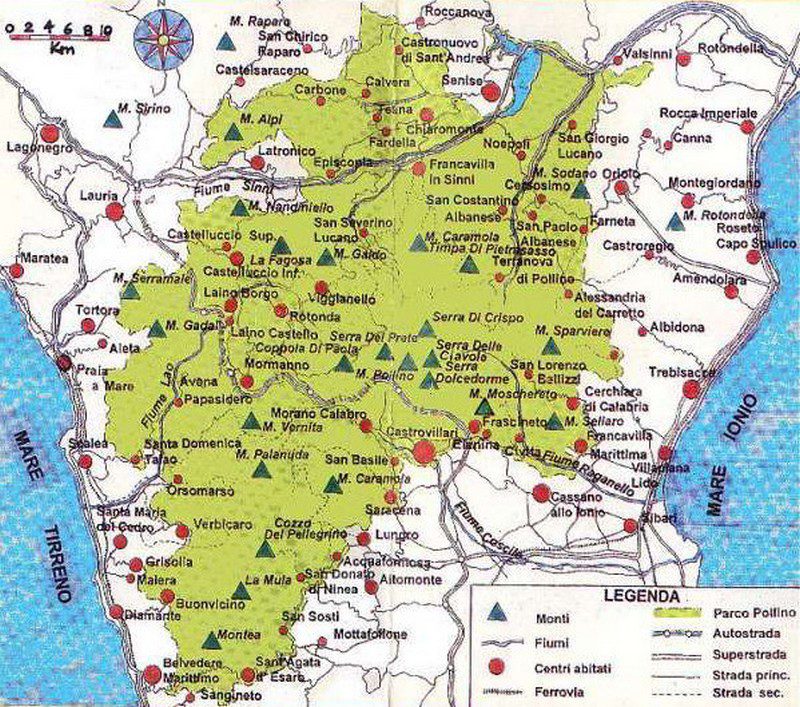 N
0 2 4 6 8 10
Km
M. Raparo
San Chirico
Raparo
Roccanova
Castronuovo
di Sant'Andrea
Castelsaraceno
Carbone
Calvera
Senise
Valsinni
Rotondella
M. Sirino
M. Alpi
Teana
Chiaromonte
Fardella
Rocca Imperiale
Lagonegro
Latronico
Episcopia
Francavilla
in Sinni
Noepoli
San Giorgio
Lucano
Canna
Fiume Sinni
M. Sodano
Oriolo
Cersosimo
Montegiordano
Lauria
M. Nandiniello
San Severino
Lucano
San Costantino
Albanese
San Paolo
Albanese
Farneta
M. Rotondella
Roseto
Capo Spulico
Castelluccio Sup.
La Fagosa
M. Gaido
M. Caramola
Timpa Di Pietrasasso
Castroregio
Maratea
M. Serramale
Castelluccio Inf.
Terranova
di Pollino
Amendolara
Laino Borgo
Viggianello
Alessandria
del Carretto
Tortora
M. Gadai
Rotonda
Serra Di Crispo
Laino Castello
M. Sparviere
Albidona
Aieta
Coppola Di Paola
Serra Del Prete
Serra Delle
Ciavole
Serra
Dolcedorme
Praia
a Mare
Mormanno
M. Pollino
San Lorenzo
Bellizzi
Trebisacce
Fiume Lao
Avena
Papasidero
M. Moschereto
Cerchiara
di Calabria
Morano Calabro
M. Vernita
Castrovillari
Frascineto
M. Sellaro
Francavilla
Marittima
Scalea
Santa Domenica
Talao
M. Palanuda
San Basile
Eianina
Civita
Fiume Raganello
Villapiana
Lido
MARE
TIRRENO
MARE IONIO
Orsomarso
M. Caramola
Saracena
Cassano
allo Ionio
Santa Maria
del Cedro
Verbicaro
Cozzo
Del Pellegrino
Lungro
Fiume Coscile
Sibari
Grisolia
Acquaformosa
Maiera
La Mula
San Donato
di Ninea
Altomonte
Buonvicino
Diamante
San Sosti
Montea
Mottafollone
Belvedere
Marittimo
Sant'Agata
d'Esaro
Sangineto
LEGENDA
Monti
Fiumi
Centri abitati
Ferrovia
Parco Pollino
Autostrada
Superstrada
Strada princ.
Strada sec.